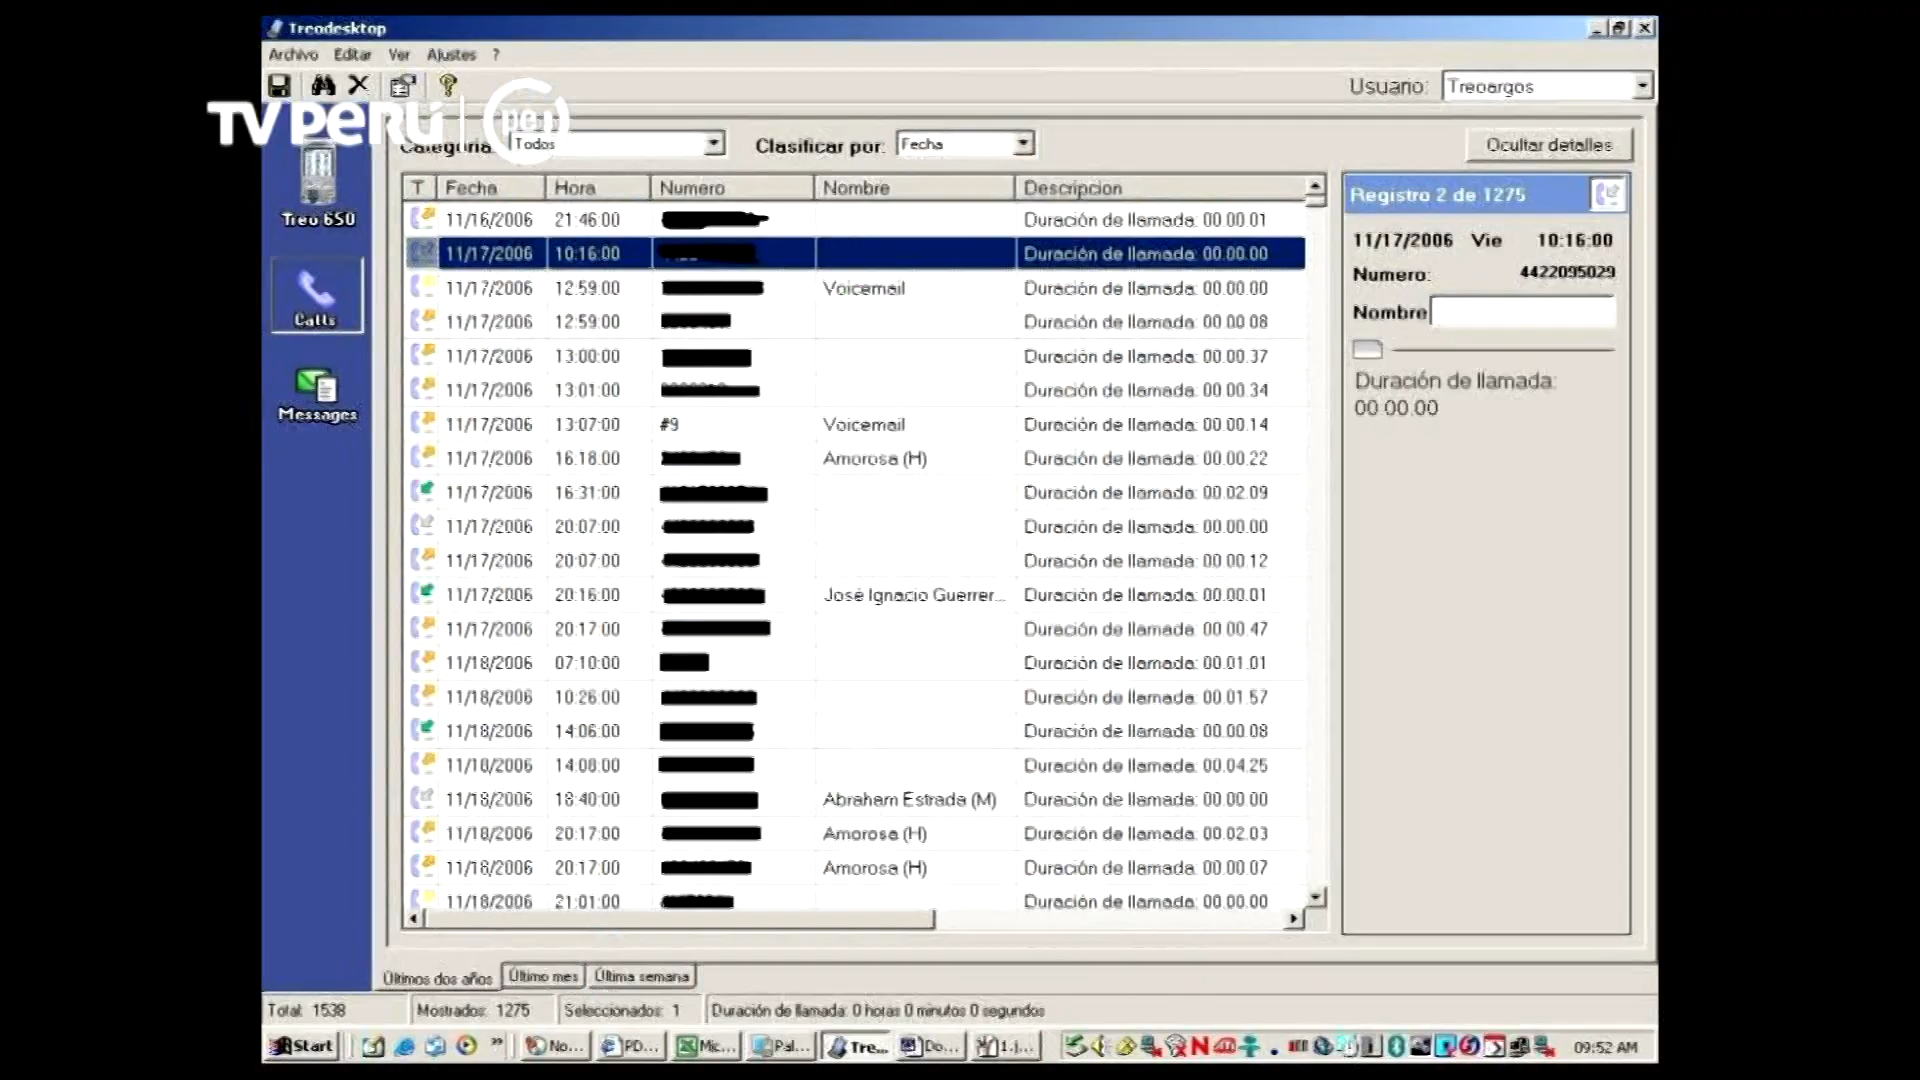 Treodesktop
Archivo Editar Ver Ajustes ?
Usuario: Treoargos
TVPERÚ
Categoria: Todos Clasificar por: Fecha Ocultar detalles
T Fecha Hora Numero Nombre Descripcion
11/16/2006 21:46:00 Duración de llamada: 00.00.01
11/17/2006 10:16:00 Duración de llamada: 00.00.00
11/17/2006 12:59:00 Voicemail Duración de llamada: 00.00.00
11/17/2006 12:59:00 Duración de llamada: 00.00.08
11/17/2006 13:00:00 Duración de llamada: 00.00.37
11/17/2006 13:01:00 Duración de llamada: 00.00.34
11/17/2006 13:07:00 #9 Voicemail Duración de llamada: 00.00.14
11/17/2006 16:18:00 Amorosa (H) Duración de llamada: 00.00.22
11/17/2006 16:31:00 Duración de llamada: 00.02.09
11/17/2006 20:07:00 Duración de llamada: 00.00.00
11/17/2006 20:07:00 Duración de llamada: 00.00.12
11/17/2006 20:16:00 José Ignacio Guerrer... Duración de llamada: 00.00.01
11/17/2006 20:17:00 Duración de llamada: 00.00.47
11/18/2006 07:10:00 Duración de llamada: 00.01.01
11/18/2006 10:26:00 Duración de llamada: 00.01.57
11/18/2006 14:06:00 Duración de llamada: 00.00.08
11/18/2006 14:08:00 Duración de llamada: 00.04.25
11/18/2006 18:40:00 Abraham Estrada (M) Duración de llamada: 00.00.00
11/18/2006 20:17:00 Amorosa (H) Duración de llamada: 00.02.03
11/18/2006 20:17:00 Amorosa (H) Duración de llamada: 00.00.07
11/18/2006 21:01:00 Duración de llamada: 00.00.00
Treo 650
Calls
Messages
Registro 2 de 1275
11/17/2006 Vie 10:16:00
Numero: 4422095029
Nombre
Duración de llamada:
00.00.00
Últimos dos años Último mes Última semana
Total: 1538 Mostrados: 1275 Seleccionados: 1 Duración de llamada: 0 horas 0 minutos 0 segundos
Start No... PD... Mic... Pal... Tre... Do... 1.j... 09:52 AM